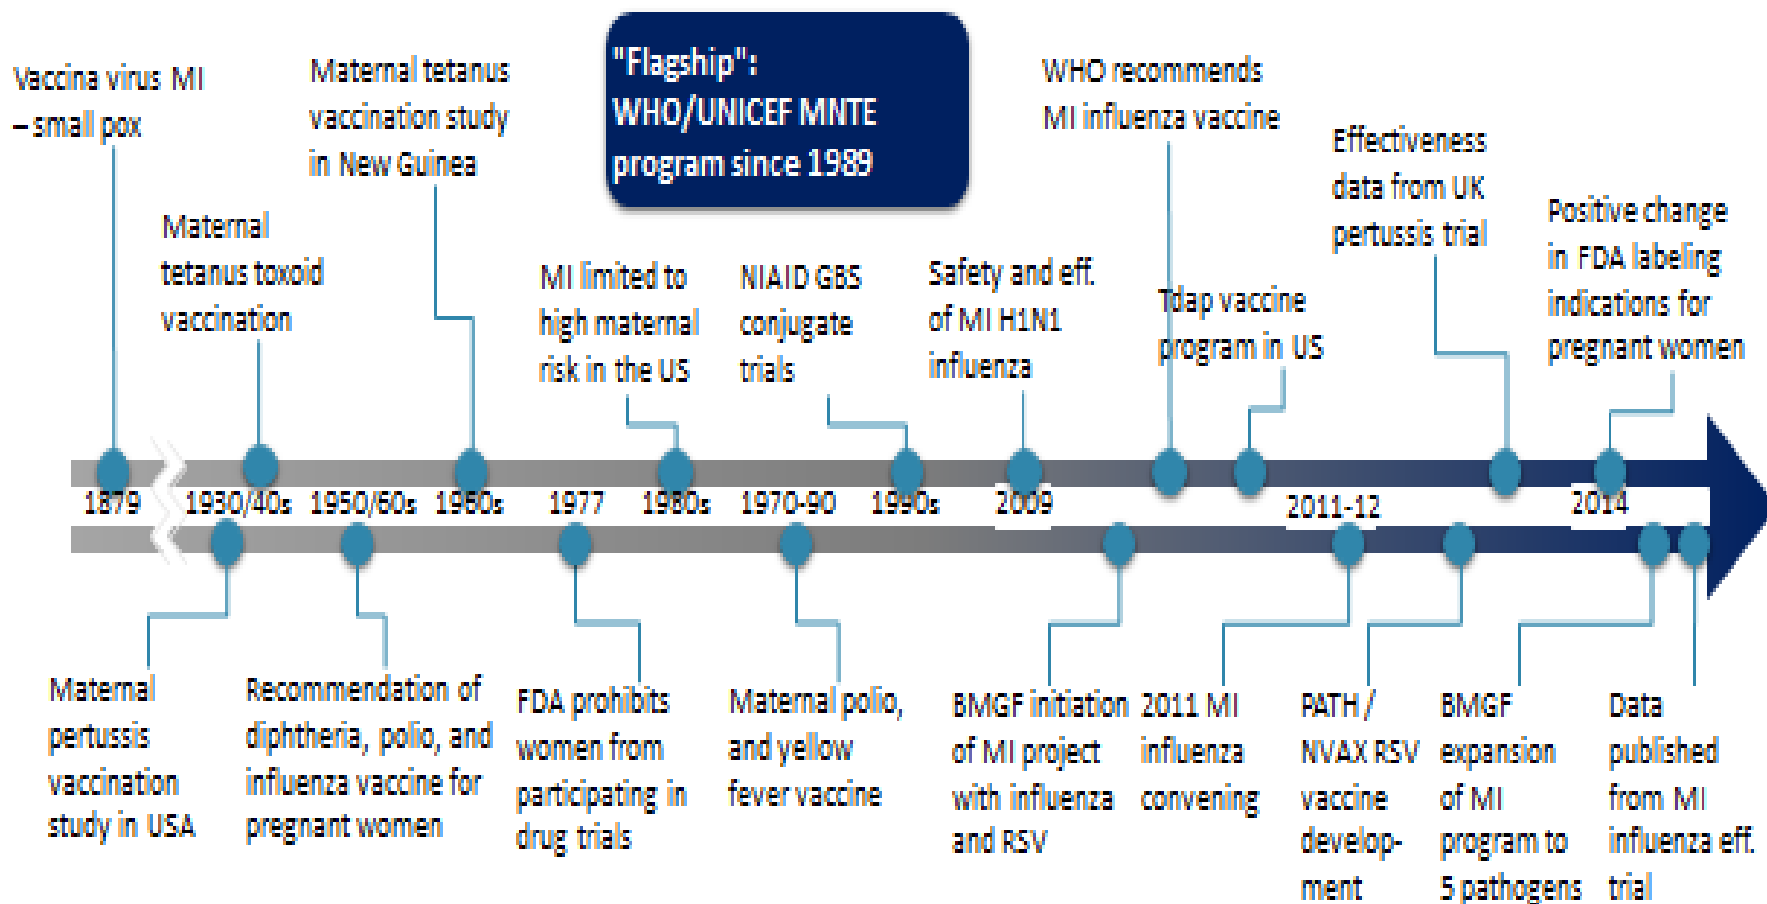 Vaccina virus MI
– small pox
Maternal
tetanus toxoid
vaccination
Maternal tetanus
vaccination study
in New Guinea
"Flagship":
WHO/UNICEF MNTE
program since 1989
MI limited to
high maternal
risk in the US
NIAID GBS
conjugate
trials
Safety and eff.
of MI H1N1
influenza
WHO recommends
MI influenza vaccine
Tdap vaccine
program in US
Effectiveness
data from UK
pertussis trial
Positive change
in FDA labeling
indications for
pregnant women
1879 1930/40s 1950/60s 1960s 1977 1980s 1970-90 1990s 2009 2011-12 2014
Maternal
pertussis
vaccination
study in USA
Recommendation of
diphtheria, polio, and
influenza vaccine for
pregnant women
FDA prohibits
women from
participating in
drug trials
Maternal polio,
and yellow
fever vaccine
BMGF initiation
of MI project
with influenza
and RSV
2011 MI
influenza
convening
PATH /
NVAX RSV
vaccine
develop-
ment
BMGF
expansion
of MI
program to
5 pathogens
Data
published
from MI
influenza eff.
trial